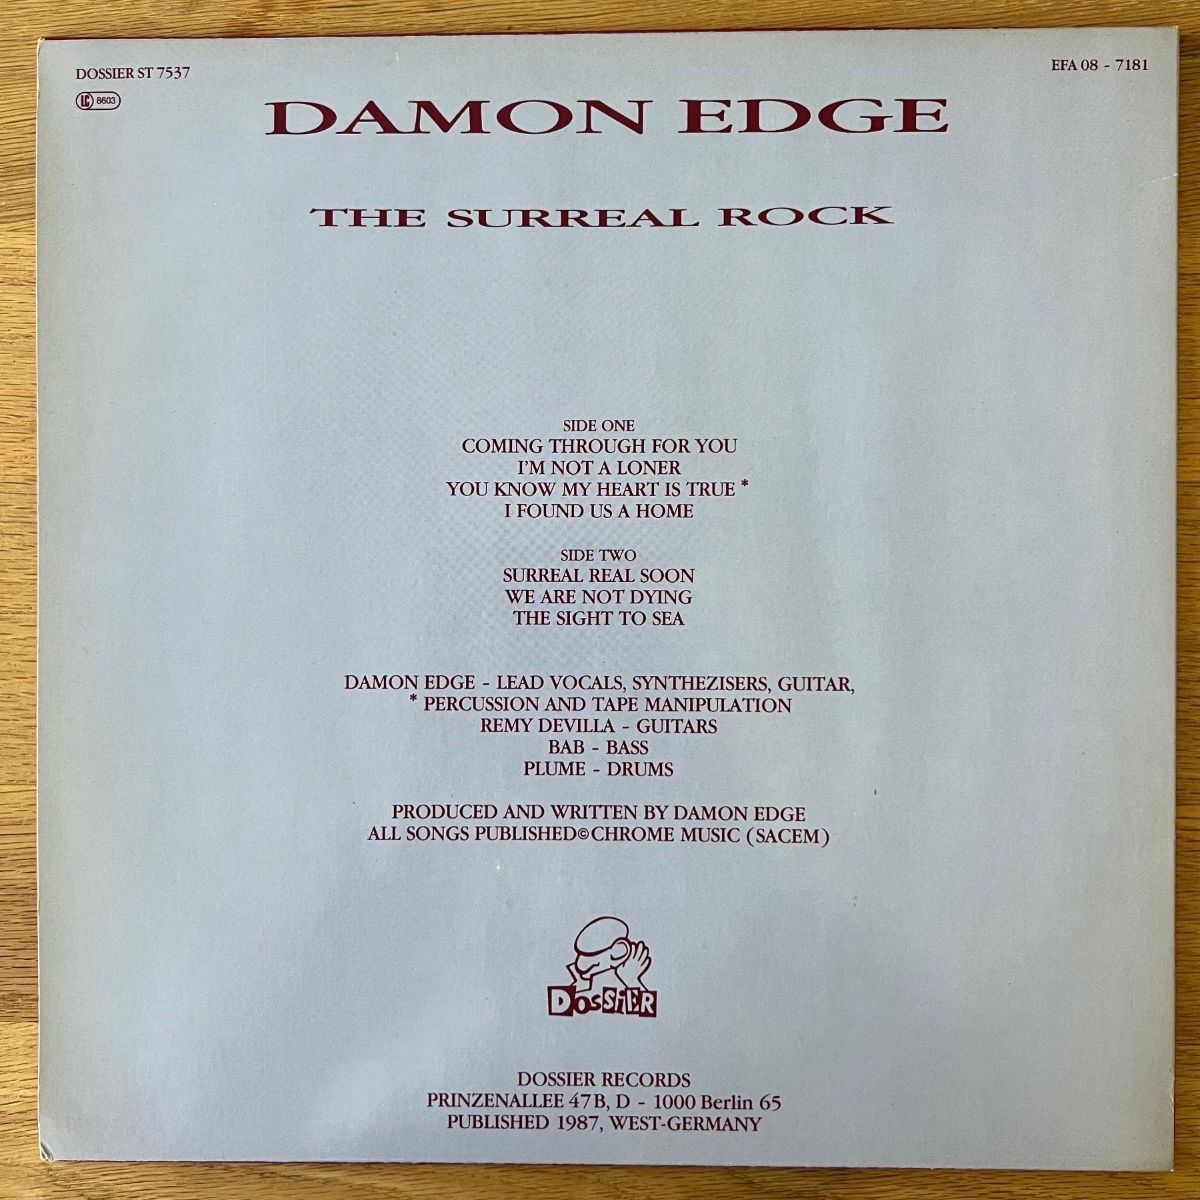 DOSSIER ST 7537
EFA 08 - 7181
LC 8603
DAMON EDGE
THE SURREAL ROCK
SIDE ONE
COMING THROUGH FOR YOU
I'M NOT A LONER
YOU KNOW MY HEART IS TRUE *
I FOUND US A HOME
SIDE TWO
SURREAL REAL SOON
WE ARE NOT DYING
THE SIGHT TO SEA
DAMON EDGE - LEAD VOCALS, SYNTHEZISERS, GUITAR,
* PERCUSSION AND TAPE MANIPULATION
REMY DEVILLA - GUITARS
BAB - BASS
PLUME - DRUMS
PRODUCED AND WRITTEN BY DAMON EDGE
ALL SONGS PUBLISHED © CHROME MUSIC (SACEM)
DOSSiER
DOSSIER RECORDS
PRINZENALLEE 47B, D - 1000 Berlin 65
PUBLISHED 1987, WEST-GERMANY